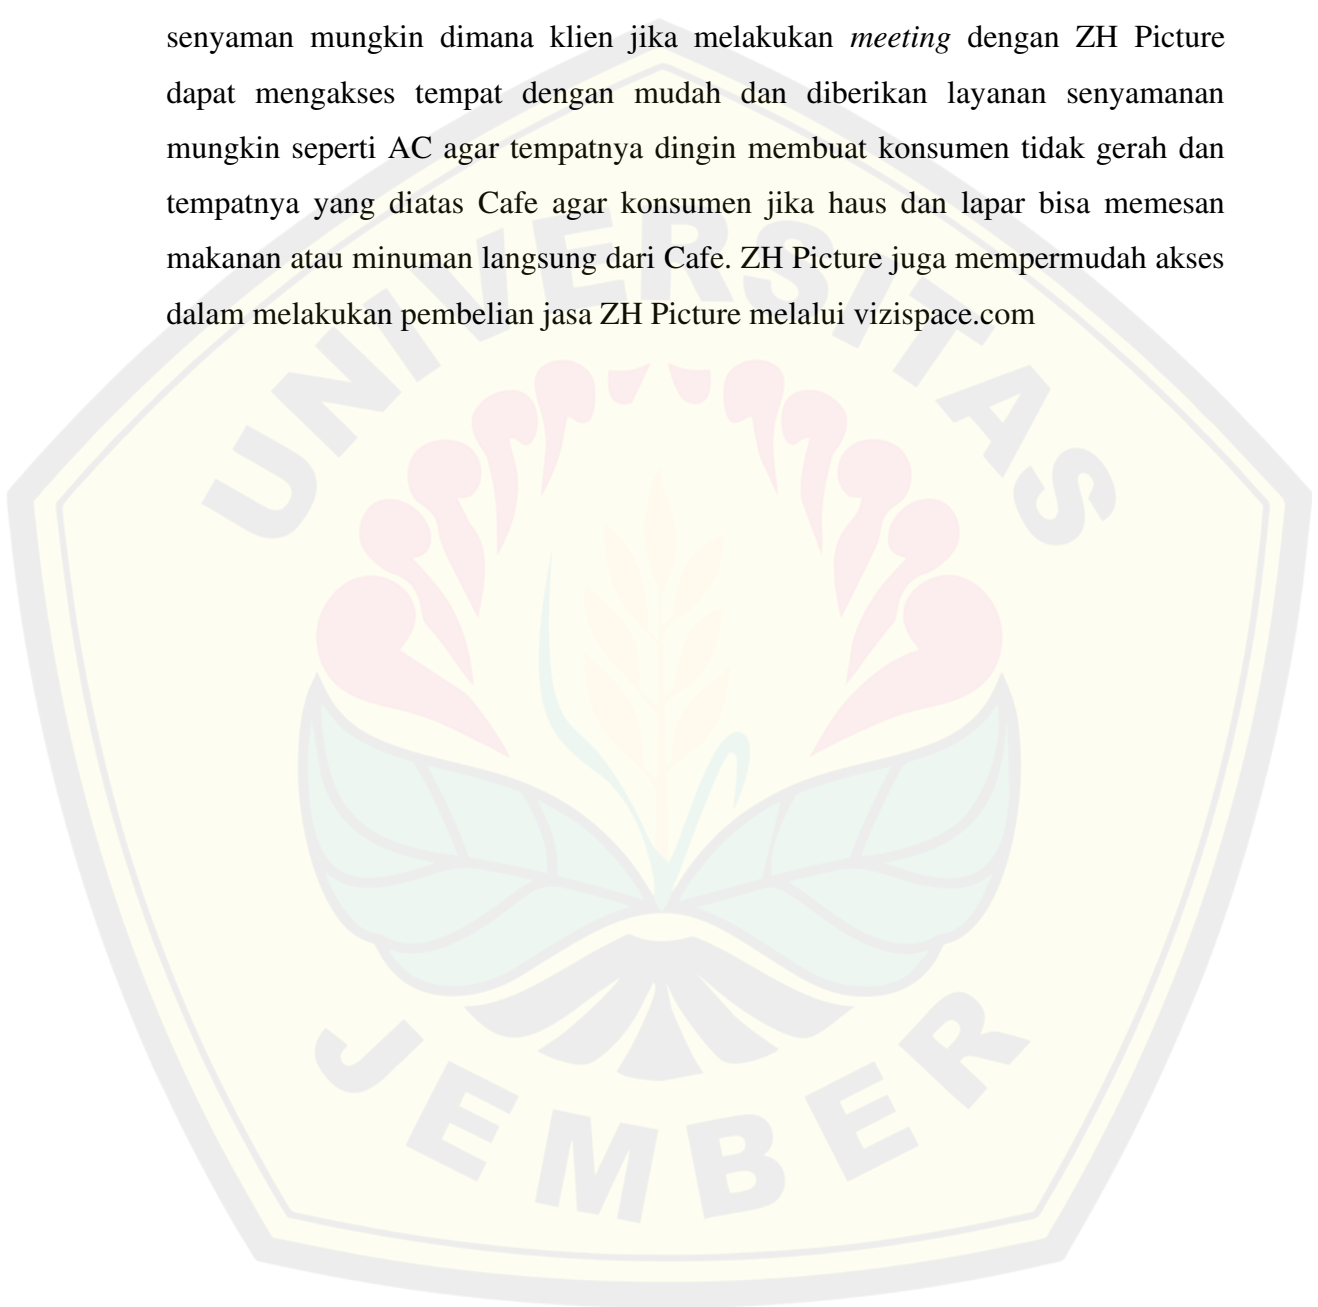 senyaman mungkin dimana klien jika melakukan meeting dengan ZH Picture
dapat mengakses tempat dengan mudah dan diberikan layanan senyamanan
mungkin seperti AC agar tempatnya dingin membuat konsumen tidak gerah dan
tempatnya yang diatas Cafe agar konsumen jika haus dan lapar bisa memesan
makanan atau minuman langsung dari Cafe. ZH Picture juga mempermudah akses
dalam melakukan pembelian jasa ZH Picture melalui vizispace.com
UNIVERSITAS
JEMBER